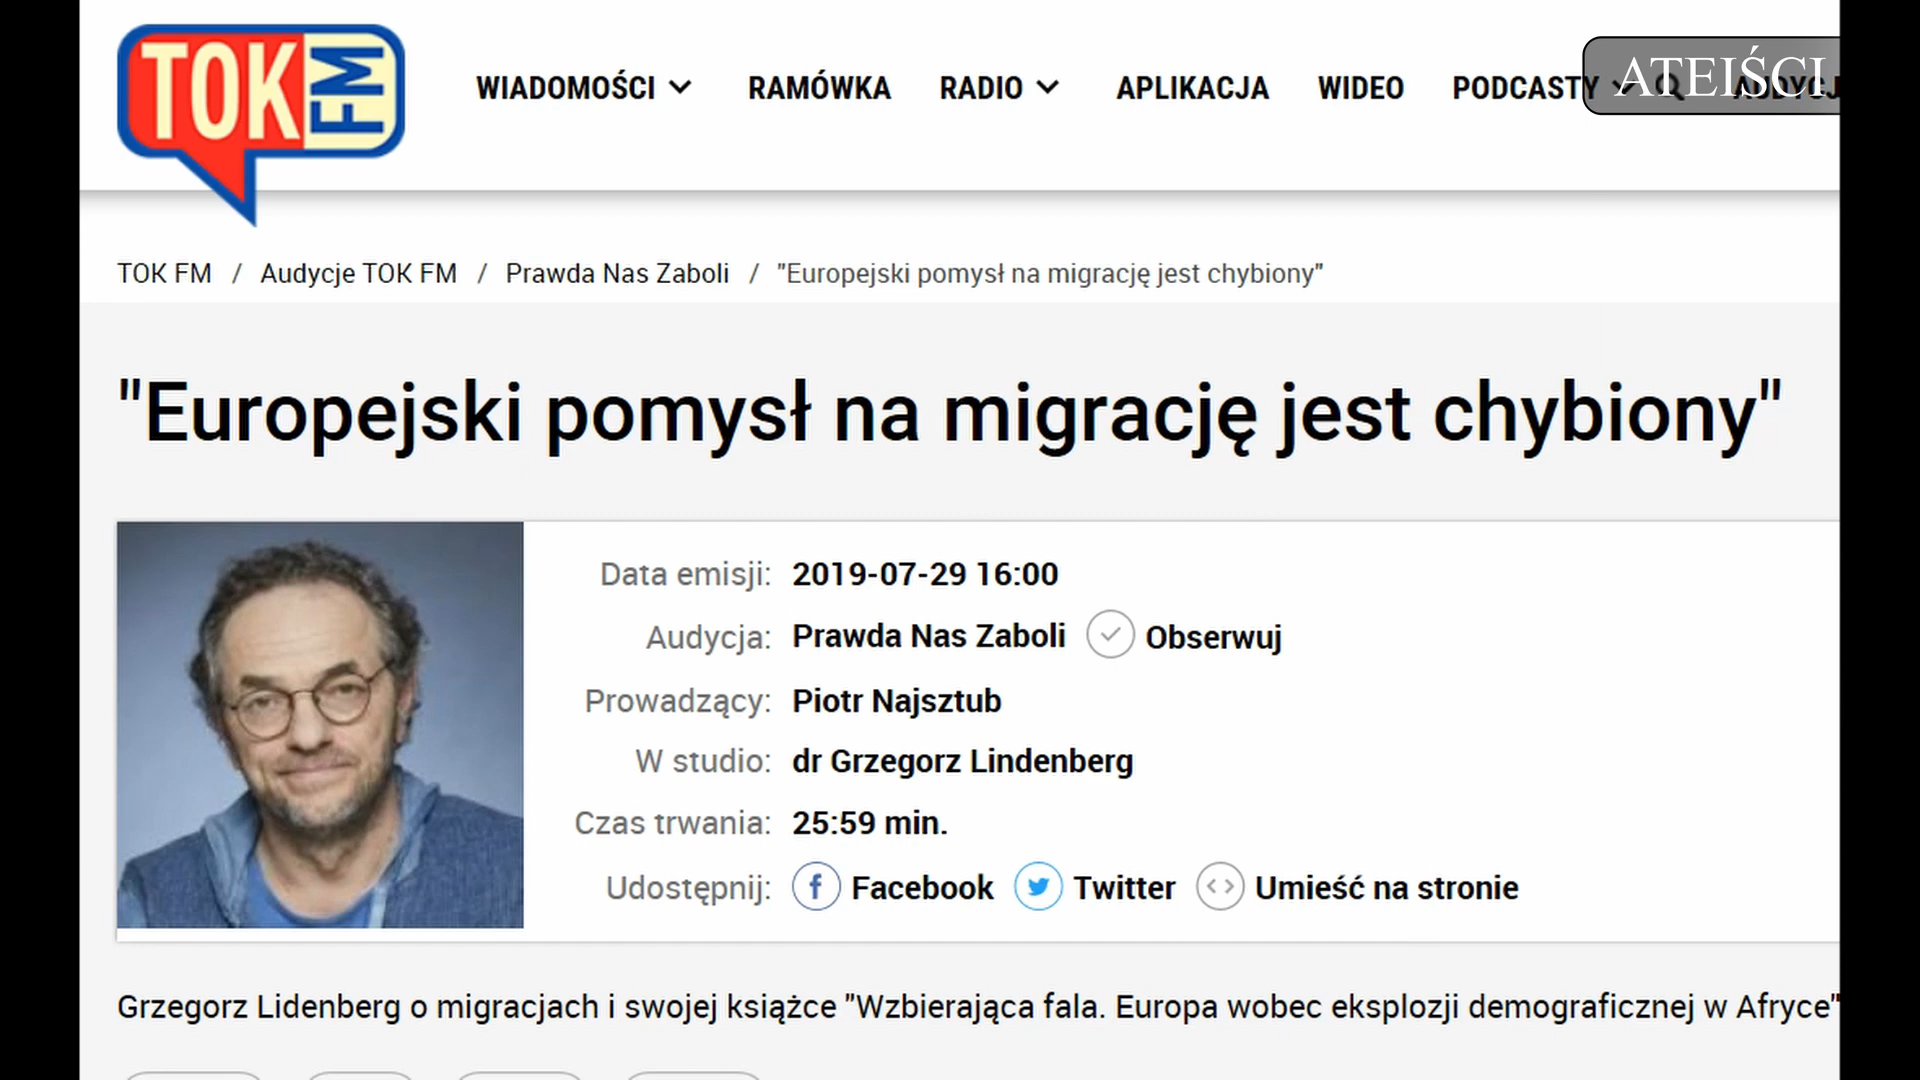 TOK FM
WIADOMOŚCI RAMÓWKA RADIO APLIKACJA WIDEO PODCASTY
ATEIŚCI
TOK FM / Audycje TOK FM / Prawda Nas Zaboli / "Europejski pomysł na migrację jest chybiony"
"Europejski pomysł na migrację jest chybiony"
Data emisji: 2019-07-29 16:00
Audycja: Prawda Nas Zaboli Obserwuj
Prowadzący: Piotr Najsztub
W studio: dr Grzegorz Lindenberg
Czas trwania: 25:59 min.
Udostępnij: Facebook Twitter Umieść na stronie
Grzegorz Lidenberg o migracjach i swojej książce "Wzbierająca fala. Europa wobec eksplozji demograficznej w Afryce"